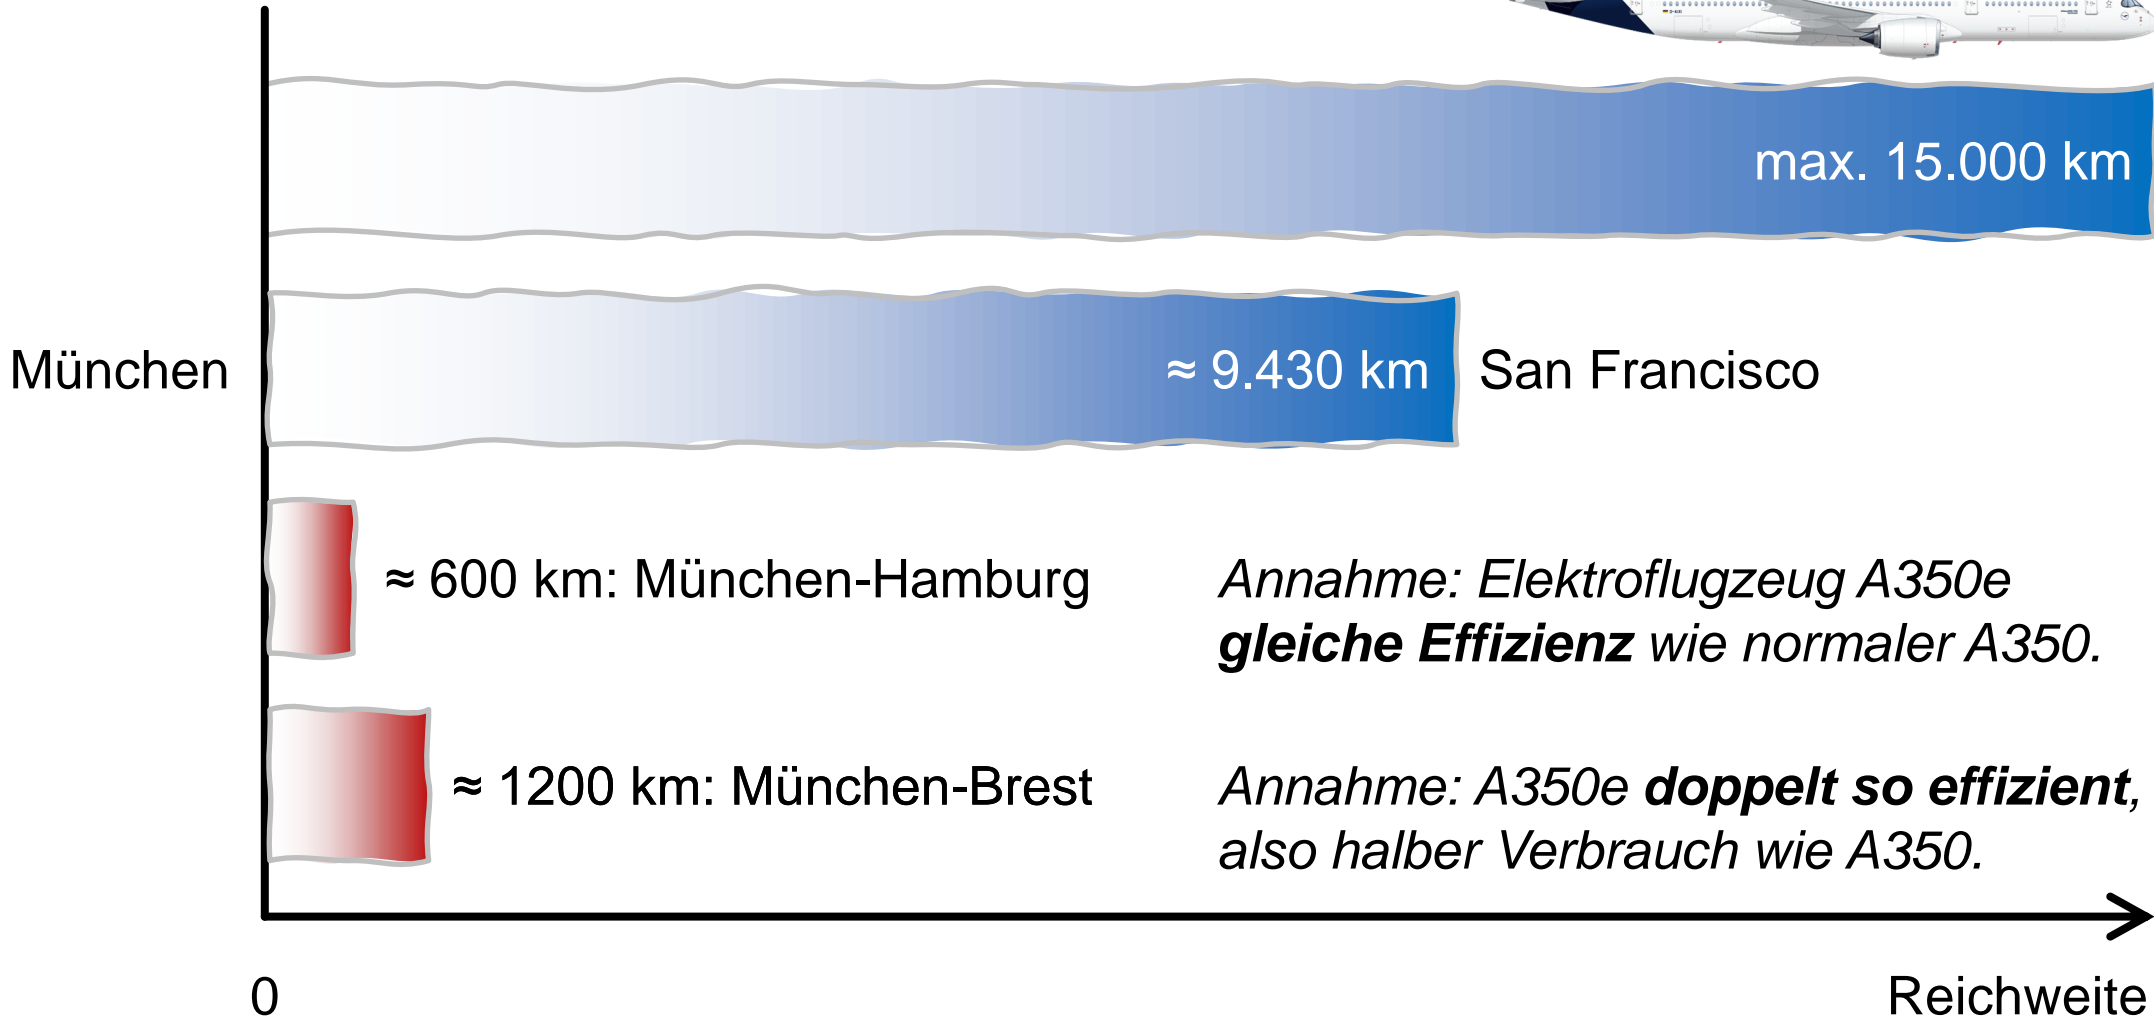 max. 15.000 km
München
≈ 9.430 km
San Francisco
≈ 600 km: München-Hamburg
Annahme: Elektroflugzeug A350e
gleiche Effizienz wie normaler A350.
≈ 1200 km: München-Brest
Annahme: A350e doppelt so effizient,
also halber Verbrauch wie A350.
0
Reichweite